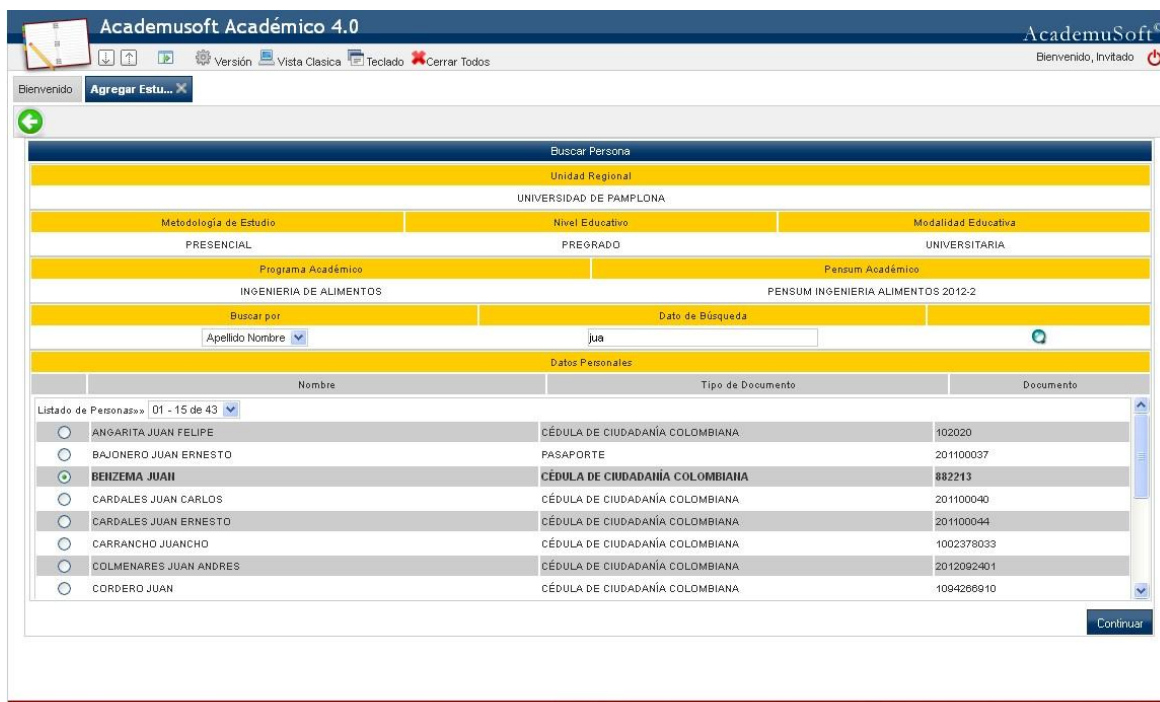 Academusoft Académico 4.0
AcademuSoft©
Versión Vista Clasica Teclado Cerrar Todos
Bienvenido, Invitado
Bienvenido Agregar Estu...
Buscar Persona
Unidad Regional
UNIVERSIDAD DE PAMPLONA
Metodología de Estudio Nivel Educativo Modalidad Educativa
PRESENCIAL PREGRADO UNIVERSITARIA
Programa Académico Pensum Académico
INGENIERIA DE ALIMENTOS PENSUM INGENIERIA ALIMENTOS 2012-2
Buscar por Dato de Búsqueda
Apellido Nombre jua
Datos Personales
Nombre Tipo de Documento Documento
Listado de Personas»» 01 - 15 de 43
ANGARITA JUAN FELIPE CÉDULA DE CIUDADANÍA COLOMBIANA 102020
BAJONERO JUAN ERNESTO PASAPORTE 201100037
BENZEMA JUAN CÉDULA DE CIUDADANÍA COLOMBIANA 882213
CARDALES JUAN CARLOS CÉDULA DE CIUDADANÍA COLOMBIANA 201100040
CARDALES JUAN ERNESTO CÉDULA DE CIUDADANÍA COLOMBIANA 201100044
CARRANCHO JUANCHO CÉDULA DE CIUDADANÍA COLOMBIANA 1002378033
COLMENARES JUAN ANDRES CÉDULA DE CIUDADANÍA COLOMBIANA 2012092401
CORDERO JUAN CÉDULA DE CIUDADANÍA COLOMBIANA 1094266910
Continuar